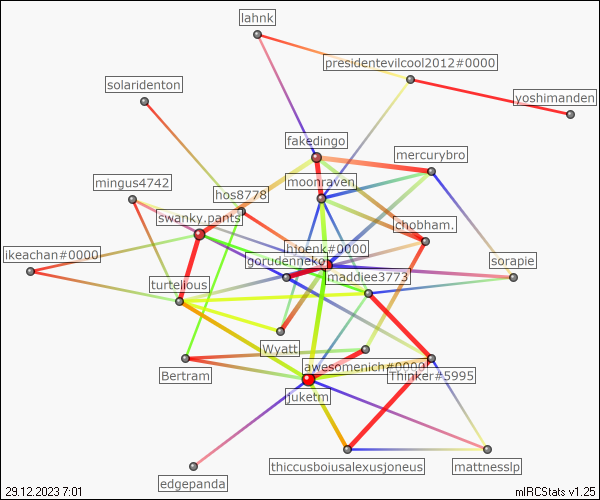 lahnk
presidentevilcool2012#0000
solaridenton
yoshimanden
fakedingo
mercurybro
mingus4742
moonraven
hos8778
swanky.pants
chobham.
ikeachan#0000
hoenk#0000
gorudenneko
sorapie
maddiee3773
turtelious
Wyatt
awesomenich#0000
Bertram
Thinker#5995
juketm
thiccusboiusalexusjoneus
mattnesslp
edgepanda
29.12.2023 7:01
mIRCStats v1.25